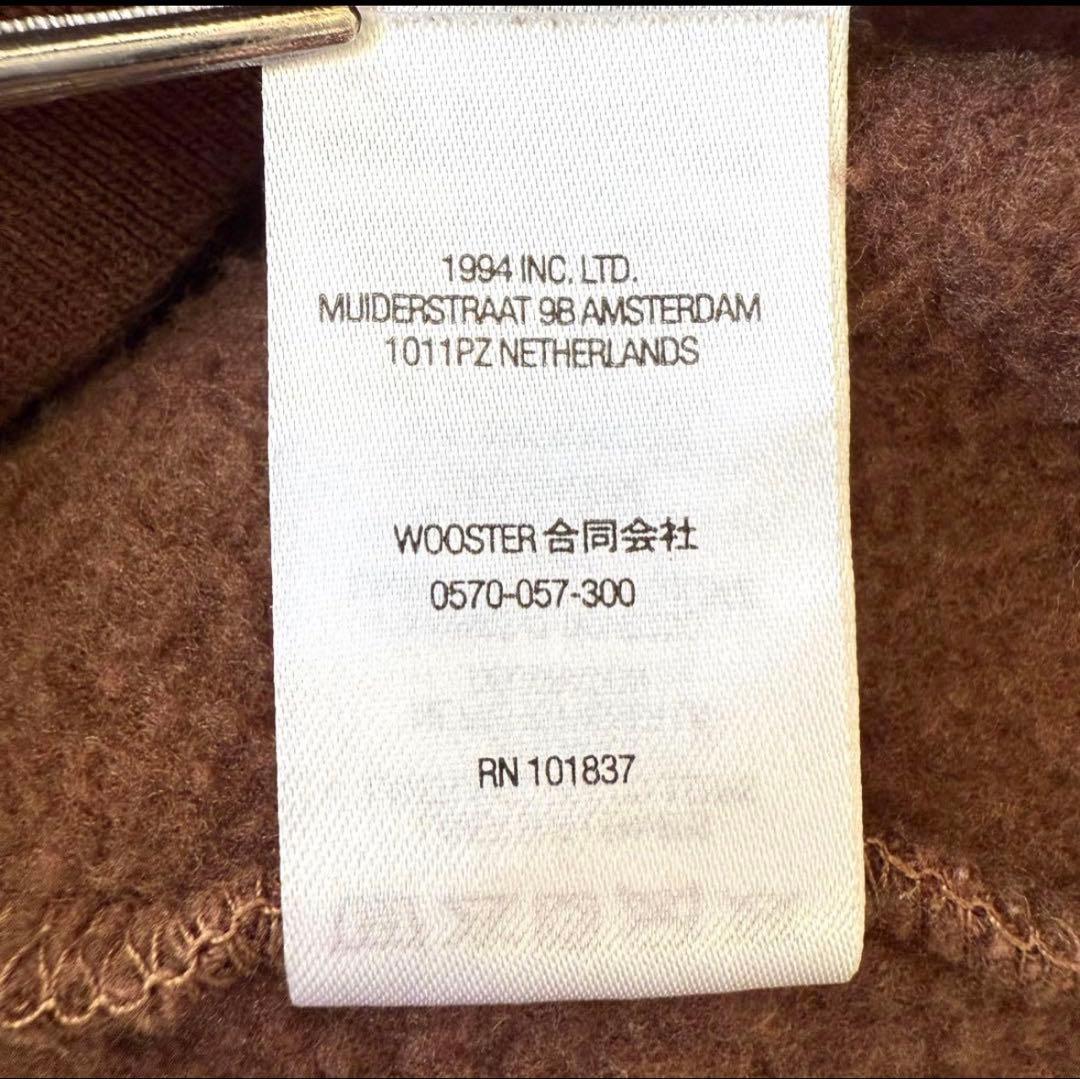 1994 INC. LTD.
MUIDERSTRAAT 98 AMSTERDAM
1011PZ NETHERLANDS
WOOSTER 合同会社
0570-057-300
RN 101837